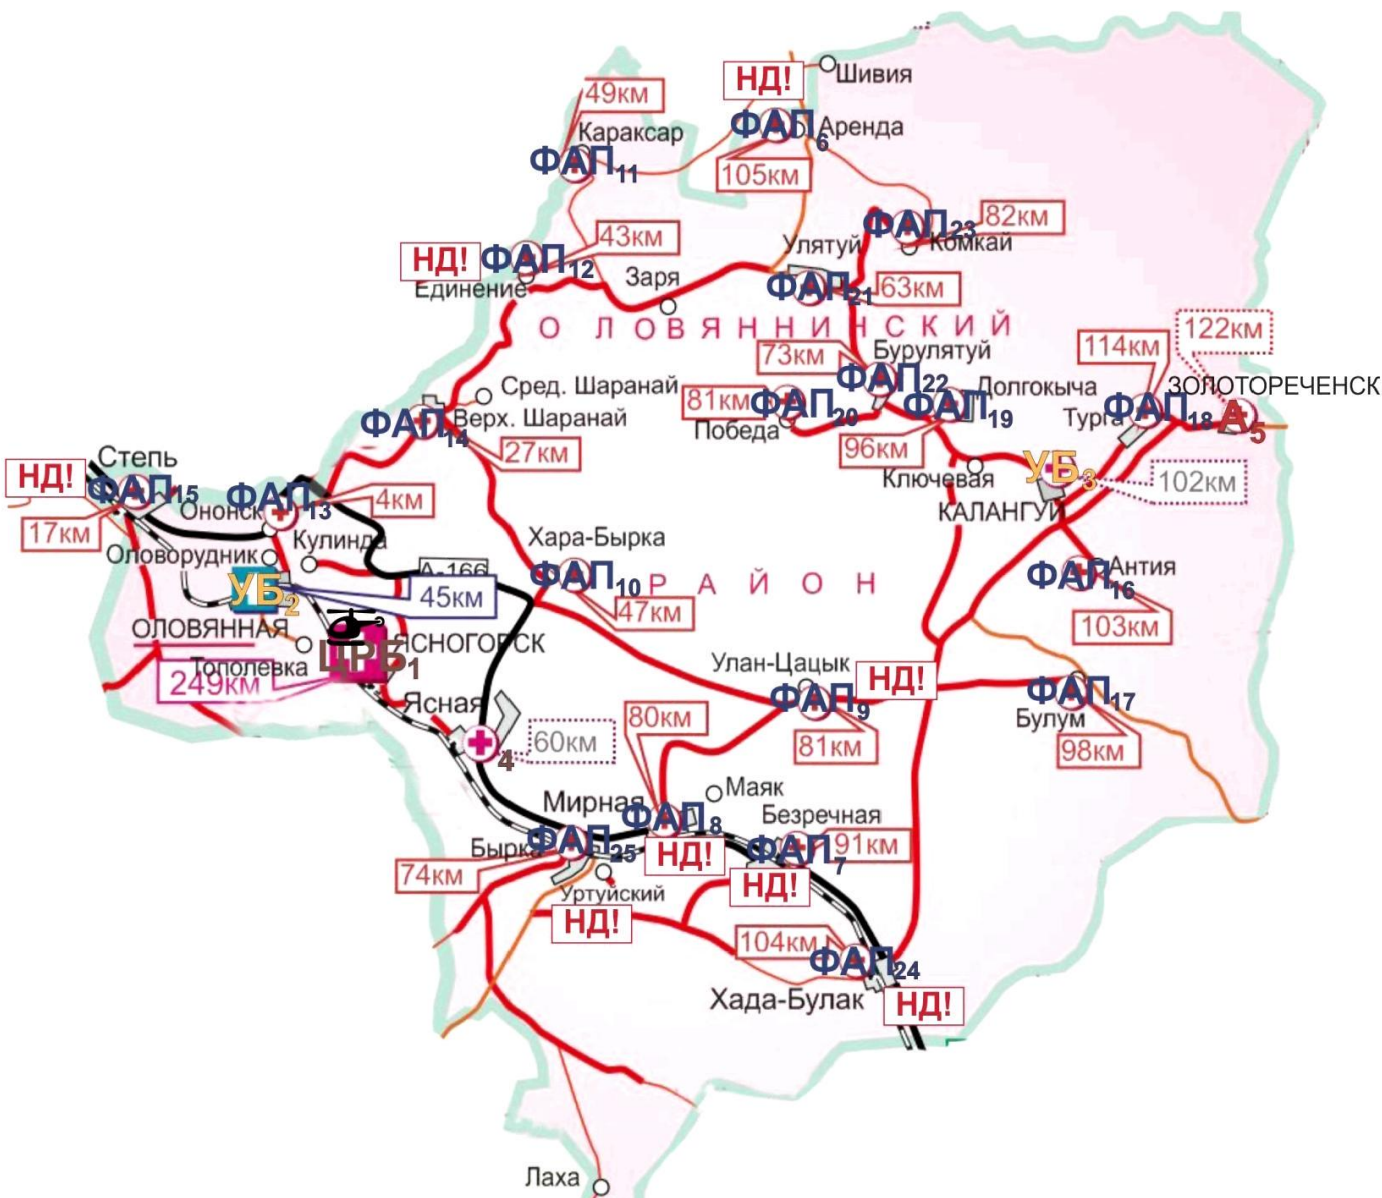 Шивия
НД!
49км
Караксар
ФАП6
Аренда
ФАП11
105км
82км
ФАП23
43км
Улятуй
Комкай
НД!
ФАП12
Единение
Заря
ФАП21
63км
ОЛОВЯННИНСКИЙ
122км
73км
Бурулятуй
114км
ФАП22
Сред. Шаранай
81км
ФАП20
ФАП19
Долгокыча
ЗОЛОТОРЕЧЕНСК
Победа
Турга
ФАП18
А5
ФАП14
Верх. Шаранай
27км
96км
Степь
НД!
Ключевая
УБ3
102км
ФАП15
ФАП13
4км
Ононск
КАЛАНГУЙ
17км
Кулинда
Хара-Бырка
Оловорудник
А-166
ФАП10
РАЙОН
ФАП16
Антия
УБ2
45км
47км
103км
ОЛОВЯННАЯ
ЯСНОГОРСК
ЦРБ1
Тополевка
249км
Улан-Цацык
НД!
Ясная
ФАП9
ФАП17
80км
Булум
60км
4
81км
98км
Маяк
Мирная
ФАП8
Безречная
Бырка
ФАП25
НД!
ФАП7
91км
74км
НД!
Уртуйский
НД!
104км
ФАП24
Хада-Булак
НД!
Лаха